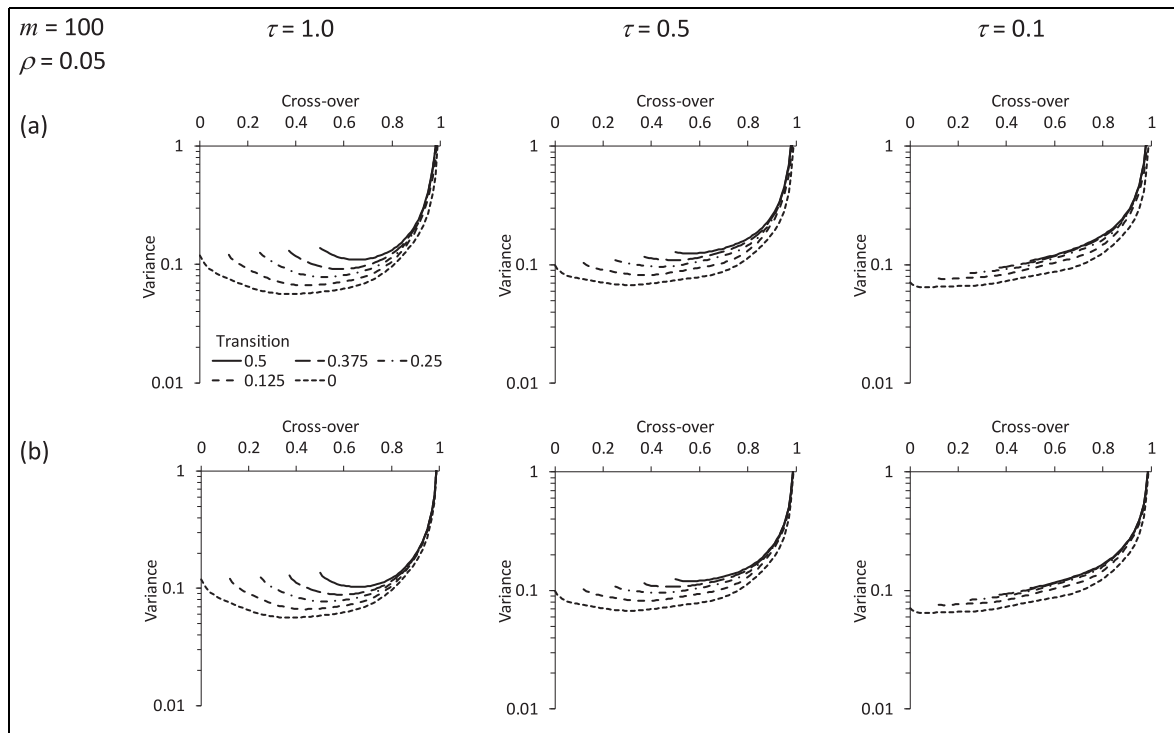 m = 100
τ = 1.0
τ = 0.5
τ = 0.1
ρ = 0.05
(a)
Cross-over
Cross-over
Cross-over
0 0.2 0.4 0.6 0.8 1
0 0.2 0.4 0.6 0.8 1
0 0.2 0.4 0.6 0.8 1
1
0.1
0.01
Variance
Transition
0.5
0.375
0.25
0.125
0
1
0.1
0.01
Variance
1
0.1
0.01
Variance
(b)
Cross-over
Cross-over
Cross-over
0 0.2 0.4 0.6 0.8 1
0 0.2 0.4 0.6 0.8 1
0 0.2 0.4 0.6 0.8 1
1
0.1
0.01
Variance
1
0.1
0.01
Variance
1
0.1
0.01
Variance